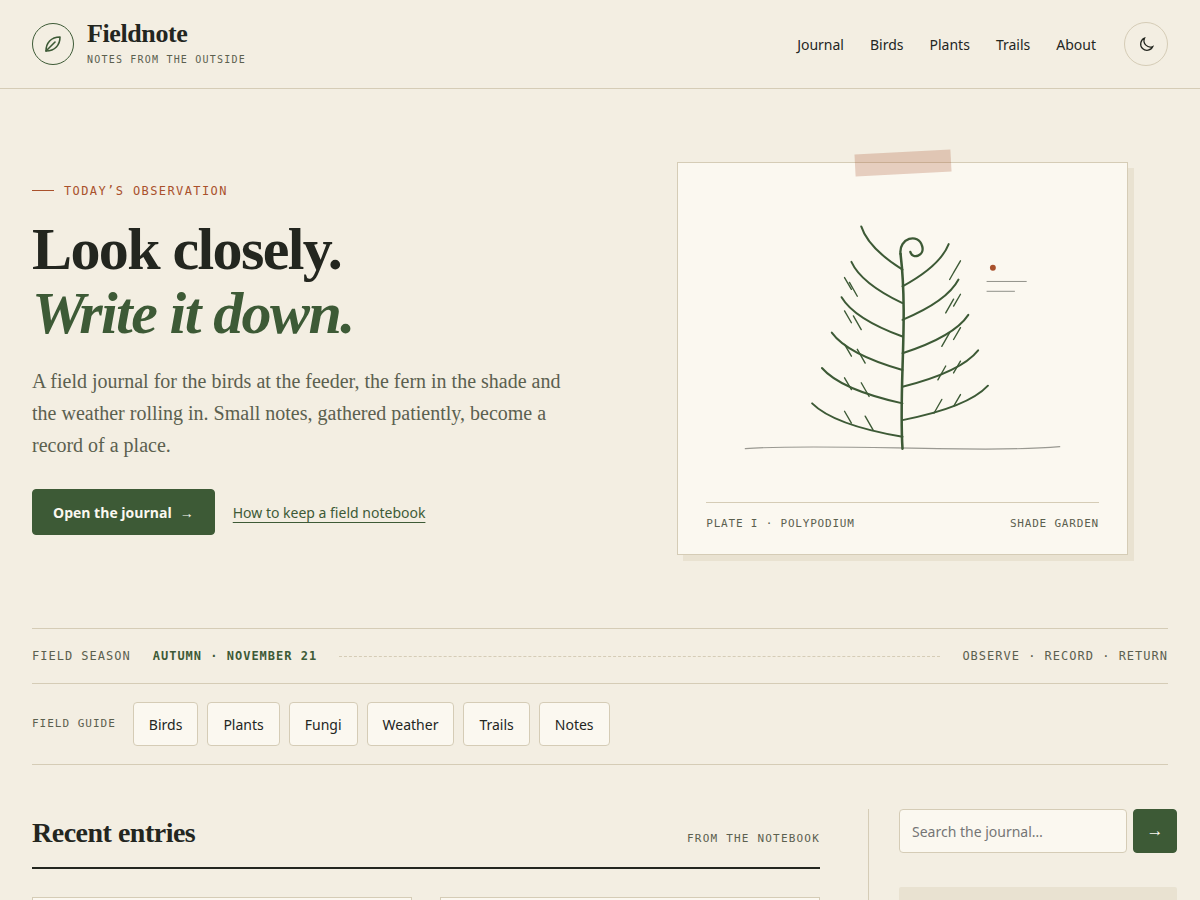 Fieldnote
NOTES FROM THE OUTSIDE
Journal Birds Plants Trails About
TODAY’S OBSERVATION
Look closely.
Write it down.
A field journal for the birds at the feeder, the fern in the shade and
the weather rolling in. Small notes, gathered patiently, become a
record of a place.
Open the journal →
How to keep a field notebook
PLATE I · POLYPODIUM
SHADE GARDEN
FIELD SEASON AUTUMN · NOVEMBER 21
OBSERVE · RECORD · RETURN
FIELD GUIDE Birds Plants Fungi Weather Trails Notes
Recent entries
FROM THE NOTEBOOK
Search the journal… →